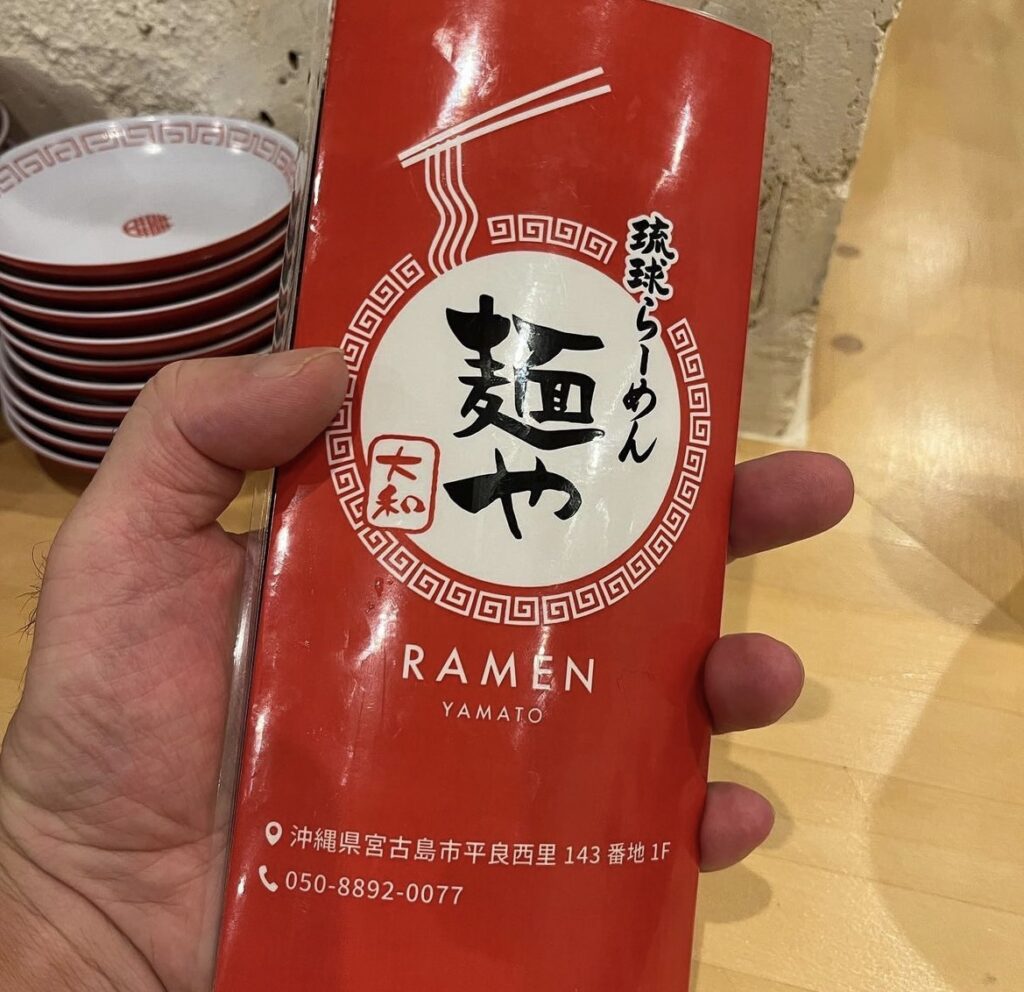 琉球らーめん
麺や
大和
RAMEN
YAMATO
沖縄県宮古島市平良西里 143 番地 1F
050-8892-0077